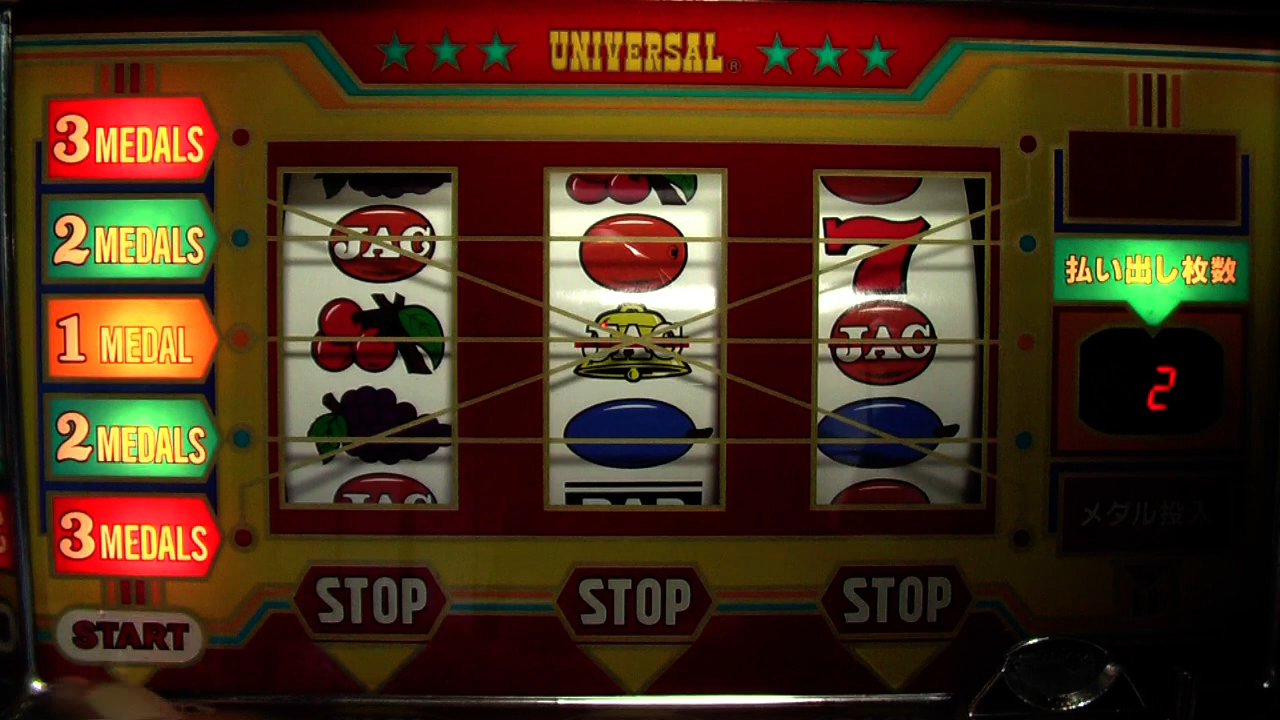 UNIVERSAL®
3 MEDALS
2 MEDALS
1 MEDAL
2 MEDALS
3 MEDALS
START
JAC
JAC
JAC
7
JAC
BAR
払い出し枚数
2
メダル投入
STOP
STOP
STOP